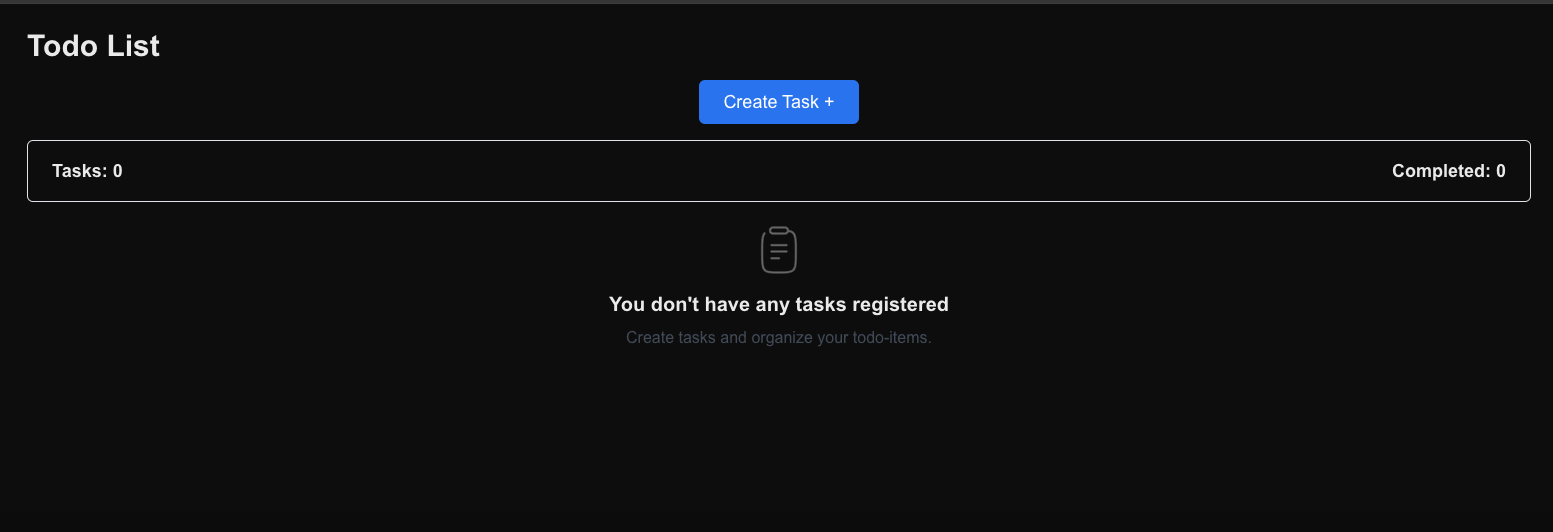 Todo List
Create Task +
Tasks: 0
Completed: 0
You don't have any tasks registered
Create tasks and organize your todo-items.